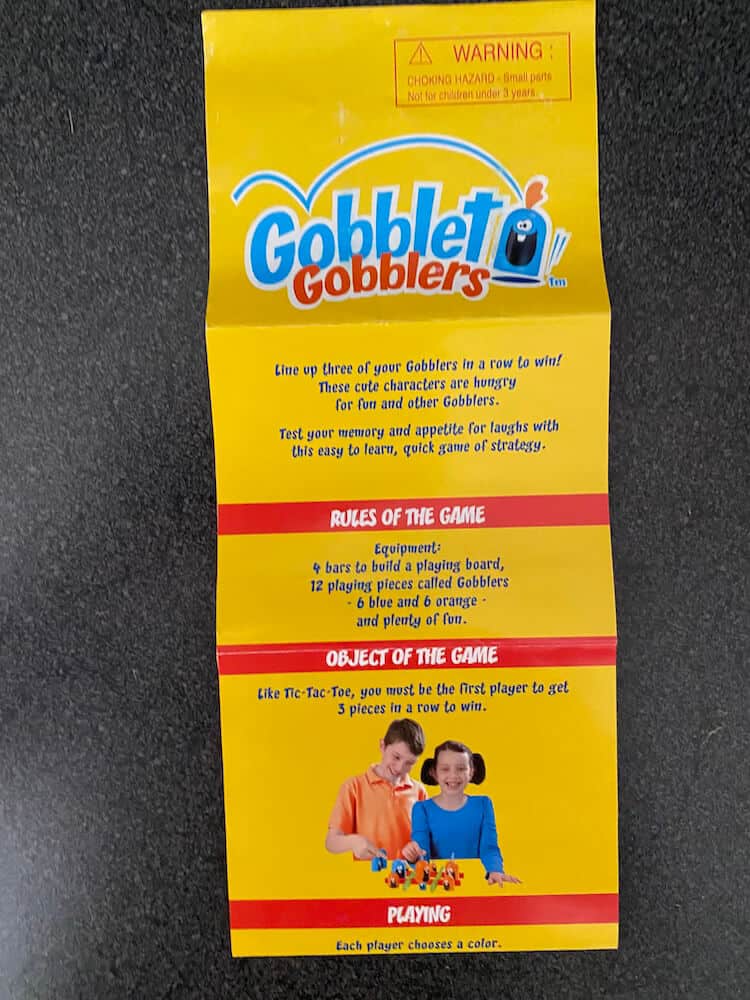 ⚠ WARNING :
CHOKING HAZARD - Small parts
Not for children under 3 years.
Gobblet
Gobblers
tm
Line up three of your Gobblers in a row to win!
These cute characters are hungry
for fun and other Gobblers.
Test your memory and appetite for laughs with
this easy to learn, quick game of strategy.
RULES OF THE GAME
Equipment:
4 bars to build a playing board,
12 playing pieces called Gobblers
- 6 blue and 6 orange -
and plenty of fun.
OBJECT OF THE GAME
Like Tic-Tac-Toe, you must be the first player to get
3 pieces in a row to win.
PLAYING
Each player chooses a color.